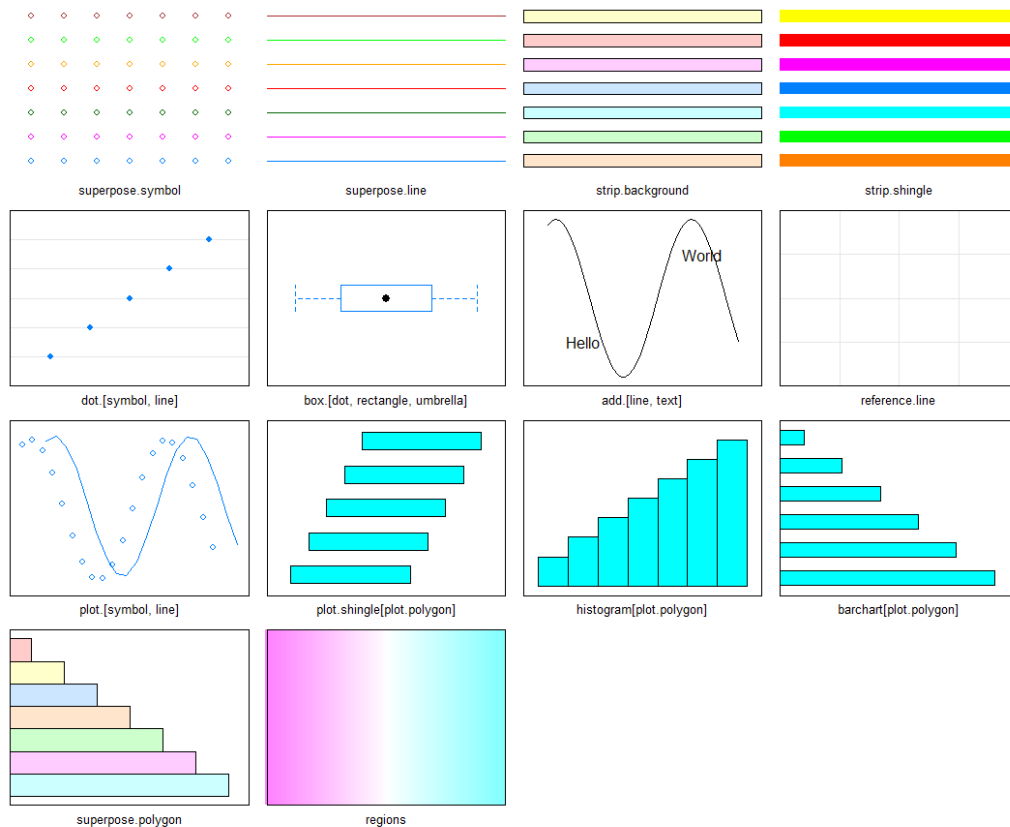 superpose.symbol
superpose.line
strip.background
strip.shingle
World
Hello
dot.[symbol, line]
box.[dot, rectangle, umbrella]
add.[line, text]
reference.line
plot.[symbol, line]
plot.shingle[plot.polygon]
histogram[plot.polygon]
barchart[plot.polygon]
superpose.polygon
regions